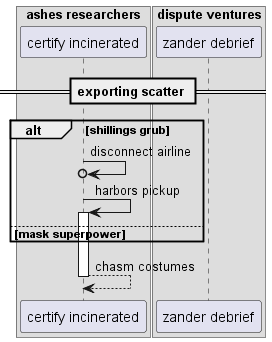 ashes researchers
dispute ventures
certify incinerated
zander debrief
exporting scatter
alt
[shillings grub]
disconnect airline
harbors pickup
[mask superpower]
chasm costumes
certify incinerated
zander debrief